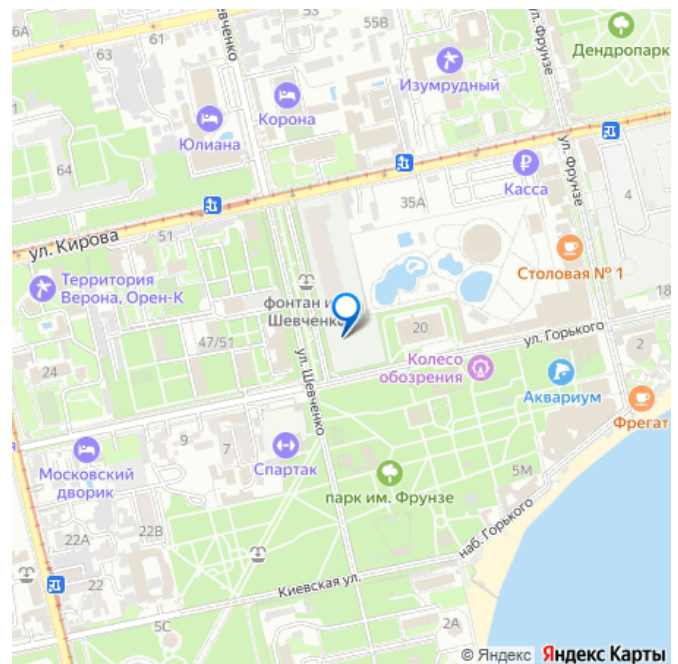 53
55В
ул. Фрунзе
6А
61
63
Дендропарк
Изумрудный
Корона
Юлиана
64
Касса
ул. Фрунзе
4
35А
51
ул. Кирова
Столовая № 1
Территория
Верона, Орен-К
фонтан и
Шевченко
18
20
ул. Горького
47/51
24
Колесо
обозрения
2
ул. Шевченко
Аквариум
Фрегат
9
7
Спартак
Московский
дворик
5М
парк им. Фрунзе
22В
22А
наб. Горького
22
Киевская ул.
5С
2А
© Яндекс Яндекс Карты